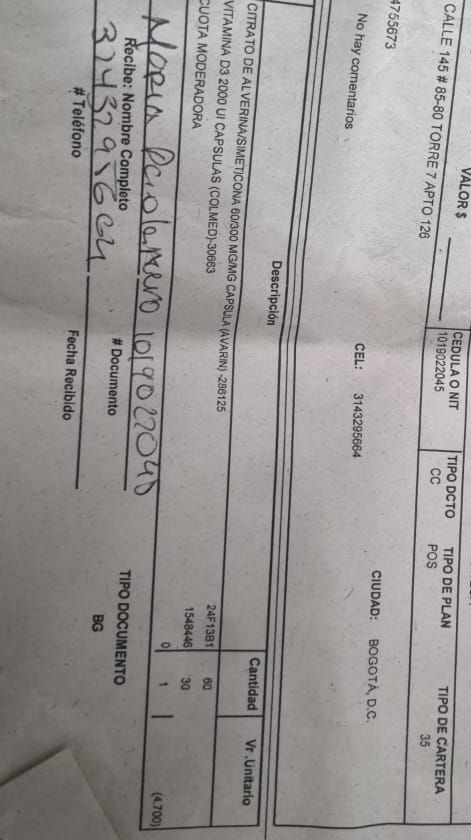 VALOR $
CEDULA O NIT TIPO DCTO TIPO DE PLAN TIPO DE CARTERA
CALLE 145 # 85-80 TORRE 7 APTO 126 1019022045 CC POS 35
4755673 CIUDAD: BOGOTÁ, D.C.
No hay comentarios CEL: 3143295664
Descripción Cantidad Vr .Unitario
CITRATO DE ALVERINA/SIMETICONA 60/300 MG/MG CAPSULA (AVARIN) -286125 24F13B1 60
VITAMINA D3 2000 UI CAPSULAS (COLMED)-30663 1548446 30
CUOTA MODERADORA 0 1 (4.700)
Maria
Recibe: Nombre Completo # Documento TIPO DOCUMENTO
BG
# Teléfono Fecha Recibido